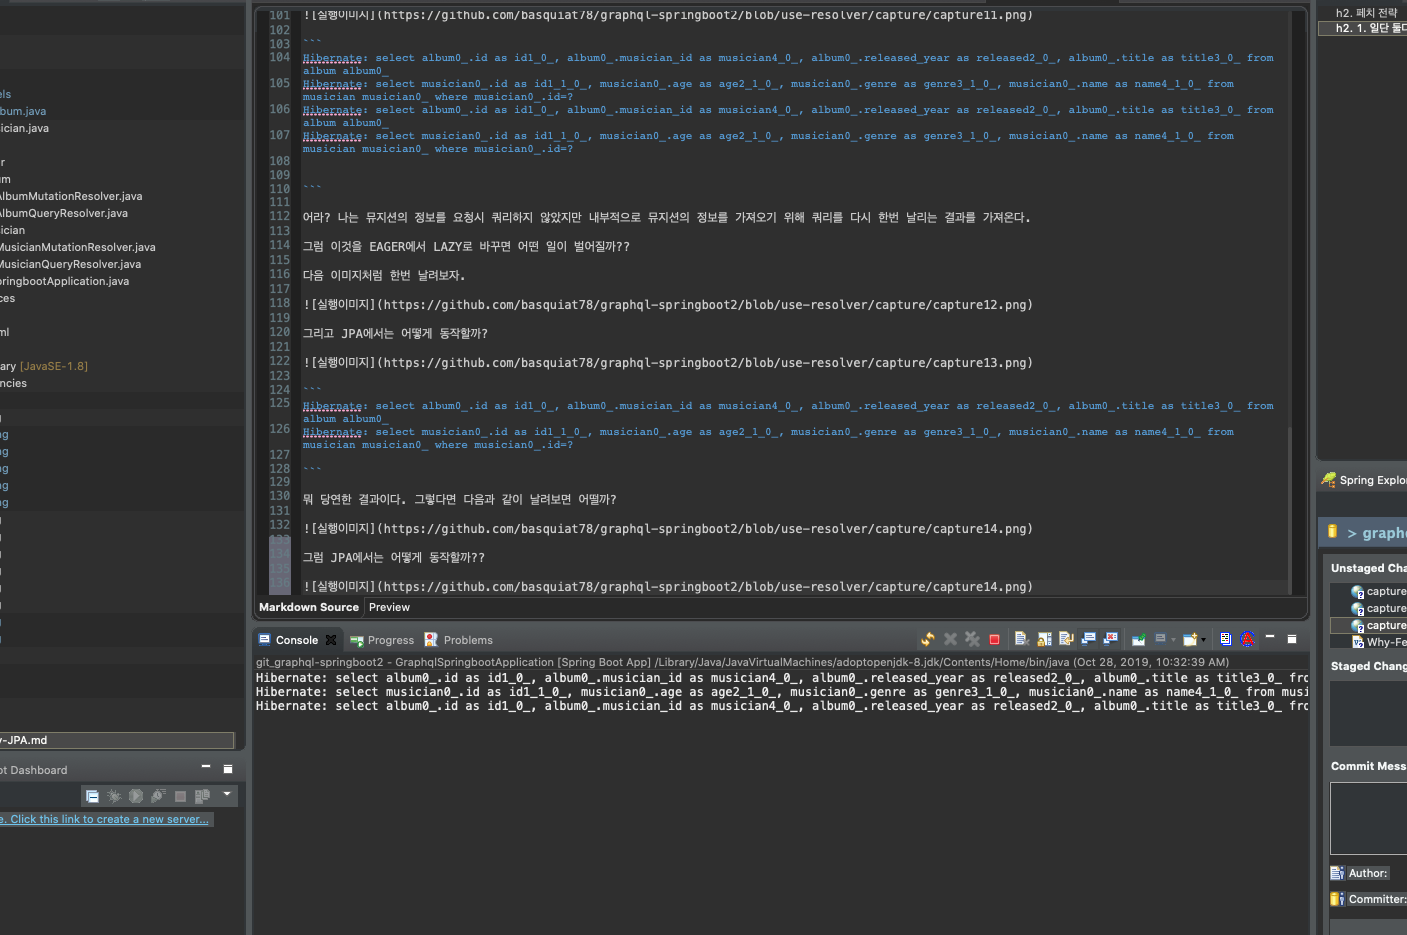 els
bum.java
ician.java
r
m
AlbumMutationResolver.java
AlbumQueryResolver.java
ician
MusicianMutationResolver.java
MusicianQueryResolver.java
pringbootApplication.java
ces
ml
ary [JavaSE-1.8]
ncies
g
ng
ng
ng
ng
ng
y-JPA.md
ot Dashboard
e. Click this link to create a new server...
101 ![실행이미지](https://github.com/basquiat78/graphql-springboot2/blob/use-resolver/capture/capture11.png)
102
103 ```
104 Hibernate: select album0_.id as id1_0_, album0_.musician_id as musician4_0_, album0_.released_year as released2_0_, album0_.title as title3_0_ from
album album0_
105 Hibernate: select musician0_.id as id1_1_0_, musician0_.age as age2_1_0_, musician0_.genre as genre3_1_0_, musician0_.name as name4_1_0_ from
musician musician0_ where musician0_.id=?
106 Hibernate: select album0_.id as id1_0_, album0_.musician_id as musician4_0_, album0_.released_year as released2_0_, album0_.title as title3_0_ from
album album0_
107 Hibernate: select musician0_.id as id1_1_0_, musician0_.age as age2_1_0_, musician0_.genre as genre3_1_0_, musician0_.name as name4_1_0_ from
musician musician0_ where musician0_.id=?
108
109
110 ```
111
112 어라? 나는 뮤지션의 정보를 요청시 쿼리하지 않았지만 내부적으로 뮤지션의 정보를 가져오기 위해 쿼리를 다시 한번 날리는 결과를 가져온다.
113
114 그럼 이것을 EAGER에서 LAZY로 바꾸면 어떤 일이 벌어질까??
115
116 다음 이미지처럼 한번 날려보자.
117
118 ![실행이미지](https://github.com/basquiat78/graphql-springboot2/blob/use-resolver/capture/capture12.png)
119
120 그리고 JPA에서는 어떻게 동작할까?
121
122 ![실행이미지](https://github.com/basquiat78/graphql-springboot2/blob/use-resolver/capture/capture13.png)
123
124 ```
125 Hibernate: select album0_.id as id1_0_, album0_.musician_id as musician4_0_, album0_.released_year as released2_0_, album0_.title as title3_0_ from
album album0_
126 Hibernate: select musician0_.id as id1_1_0_, musician0_.age as age2_1_0_, musician0_.genre as genre3_1_0_, musician0_.name as name4_1_0_ from
musician musician0_ where musician0_.id=?
127
128 ```
129
130 뭐 당연한 결과이다. 그렇다면 다음과 같이 날려보면 어떨까?
131
132 ![실행이미지](https://github.com/basquiat78/graphql-springboot2/blob/use-resolver/capture/capture14.png)
133
134 그럼 JPA에서는 어떻게 동작할까??
135
136 ![실행이미지](https://github.com/basquiat78/graphql-springboot2/blob/use-resolver/capture/capture14.png)
Markdown Source Preview
Console Progress Problems
git_graphql-springboot2 - GraphqlSpringbootApplication [Spring Boot App] /Library/Java/JavaVirtualMachines/adoptopenjdk-8.jdk/Contents/Home/bin/java (Oct 28, 2019, 10:32:39 AM)
Hibernate: select album0_.id as id1_0_, album0_.musician_id as musician4_0_, album0_.released_year as released2_0_, album0_.title as title3_0_ fro
Hibernate: select musician0_.id as id1_1_0_, musician0_.age as age2_1_0_, musician0_.genre as genre3_1_0_, musician0_.name as name4_1_0_ from musi
Hibernate: select album0_.id as id1_0_, album0_.musician_id as musician4_0_, album0_.released_year as released2_0_, album0_.title as title3_0_ fro
h2. 페치 전략
h2. 1. 일단 둘다
Spring Explo
> graphq
Unstaged Cha
capture
capture
capture
Why-Fe
Staged Chang
Commit Mess
Author:
Committer: